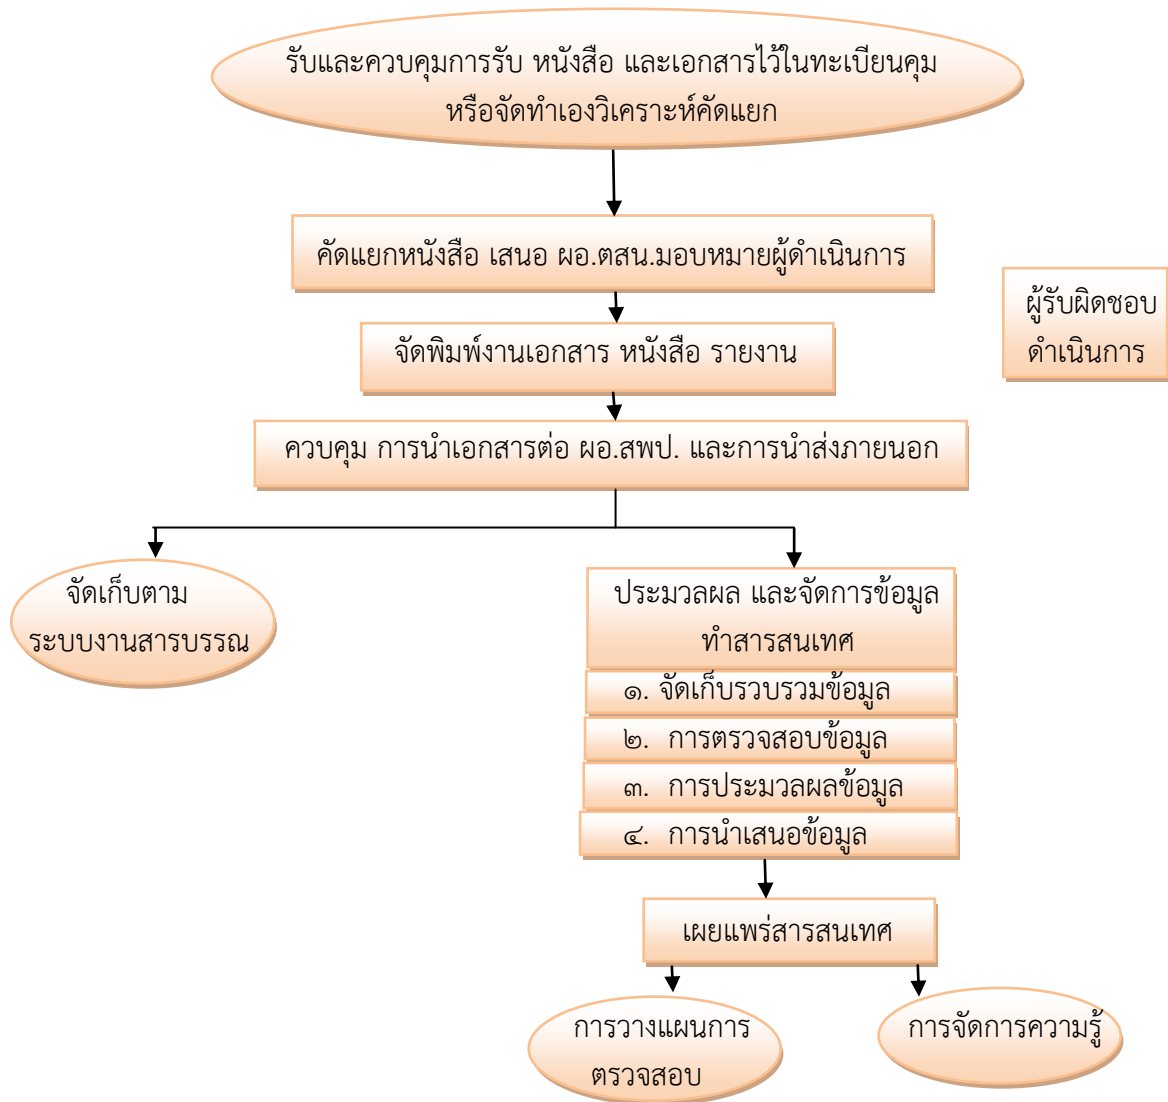 รับและควบคุมการรับ หนังสือ และเอกสารไว้ในทะเบียนคุม
หรือจัดทำเองวิเคราะห์คัดแยก
คัดแยกหนังสือ เสนอ ผอ.ตสน.มอบหมายผู้ดำเนินการ
ผู้รับผิดชอบ
ดำเนินการ
จัดพิมพ์งานเอกสาร หนังสือ รายงาน
ควบคุม การนำเอกสารต่อ ผอ.สพป. และการนำส่งภายนอก
จัดเก็บตาม
ระบบงานสารบรรณ
ประมวลผล และจัดการข้อมูล
ทำสารสนเทศ
๑. จัดเก็บรวบรวมข้อมูล
๒. การตรวจสอบข้อมูล
๓. การประมวลผลข้อมูล
๔. การนำเสนอข้อมูล
เผยแพร่สารสนเทศ
การวางแผนการ
ตรวจสอบ
การจัดการความรู้